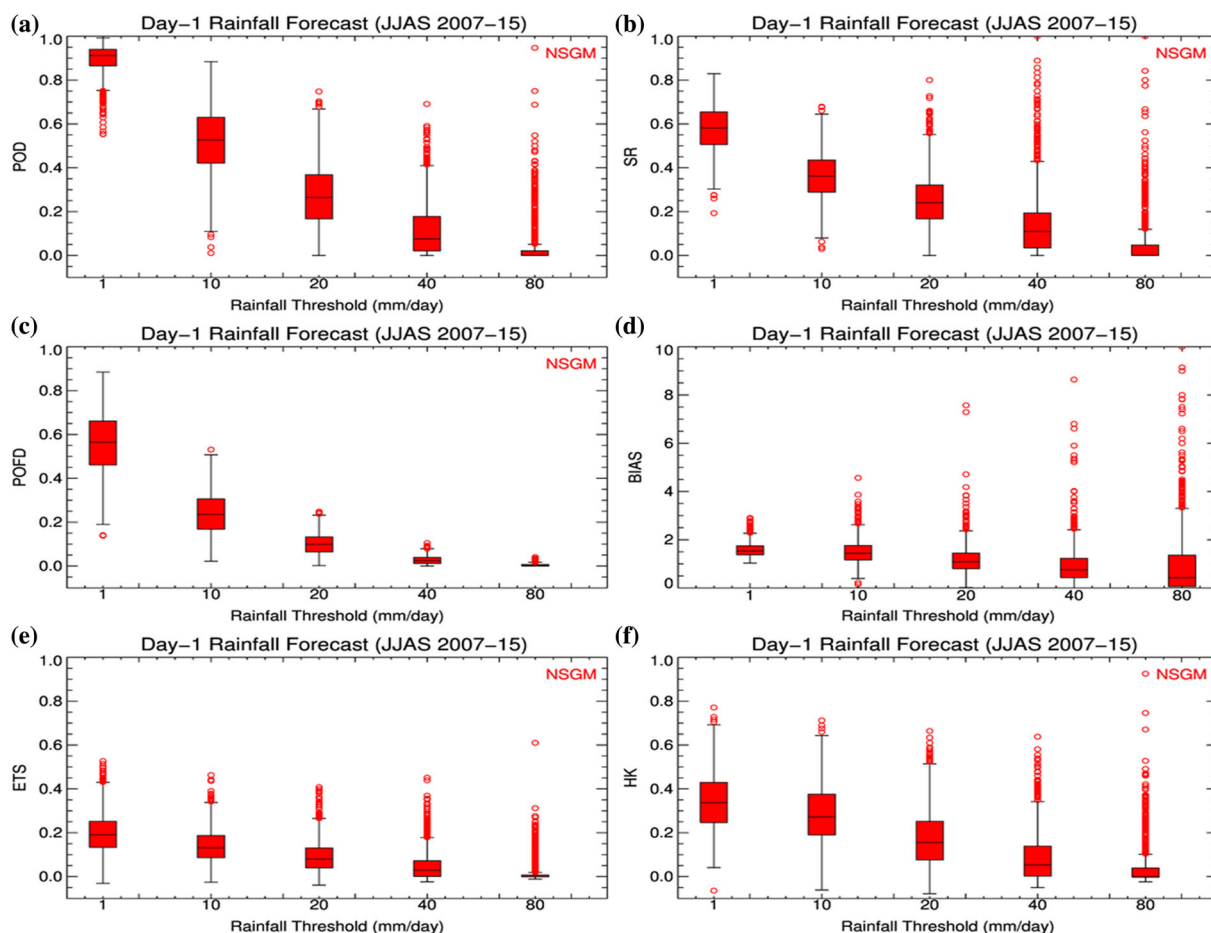 (a)
Day-1 Rainfall Forecast (JJAS 2007-15)
NSGM
POD
1.0
0.8
0.6
0.4
0.2
0.0
1 10 20 40 80
Rainfall Threshold (mm/day)
(b)
Day-1 Rainfall Forecast (JJAS 2007-15)
NSGM
SR
1.0
0.8
0.6
0.4
0.2
0.0
1 10 20 40 80
Rainfall Threshold (mm/day)
(c)
Day-1 Rainfall Forecast (JJAS 2007-15)
NSGM
POFD
1.0
0.8
0.6
0.4
0.2
0.0
1 10 20 40 80
Rainfall Threshold (mm/day)
(d)
Day-1 Rainfall Forecast (JJAS 2007-15)
BIAS
10
8
6
4
2
0
1 10 20 40 80
Rainfall Threshold (mm/day)
(e)
Day-1 Rainfall Forecast (JJAS 2007-15)
NSGM
ETS
1.0
0.8
0.6
0.4
0.2
0.0
1 10 20 40 80
Rainfall Threshold (mm/day)
(f)
Day-1 Rainfall Forecast (JJAS 2007-15)
NSGM
HK
1.0
0.8
0.6
0.4
0.2
0.0
1 10 20 40 80
Rainfall Threshold (mm/day)